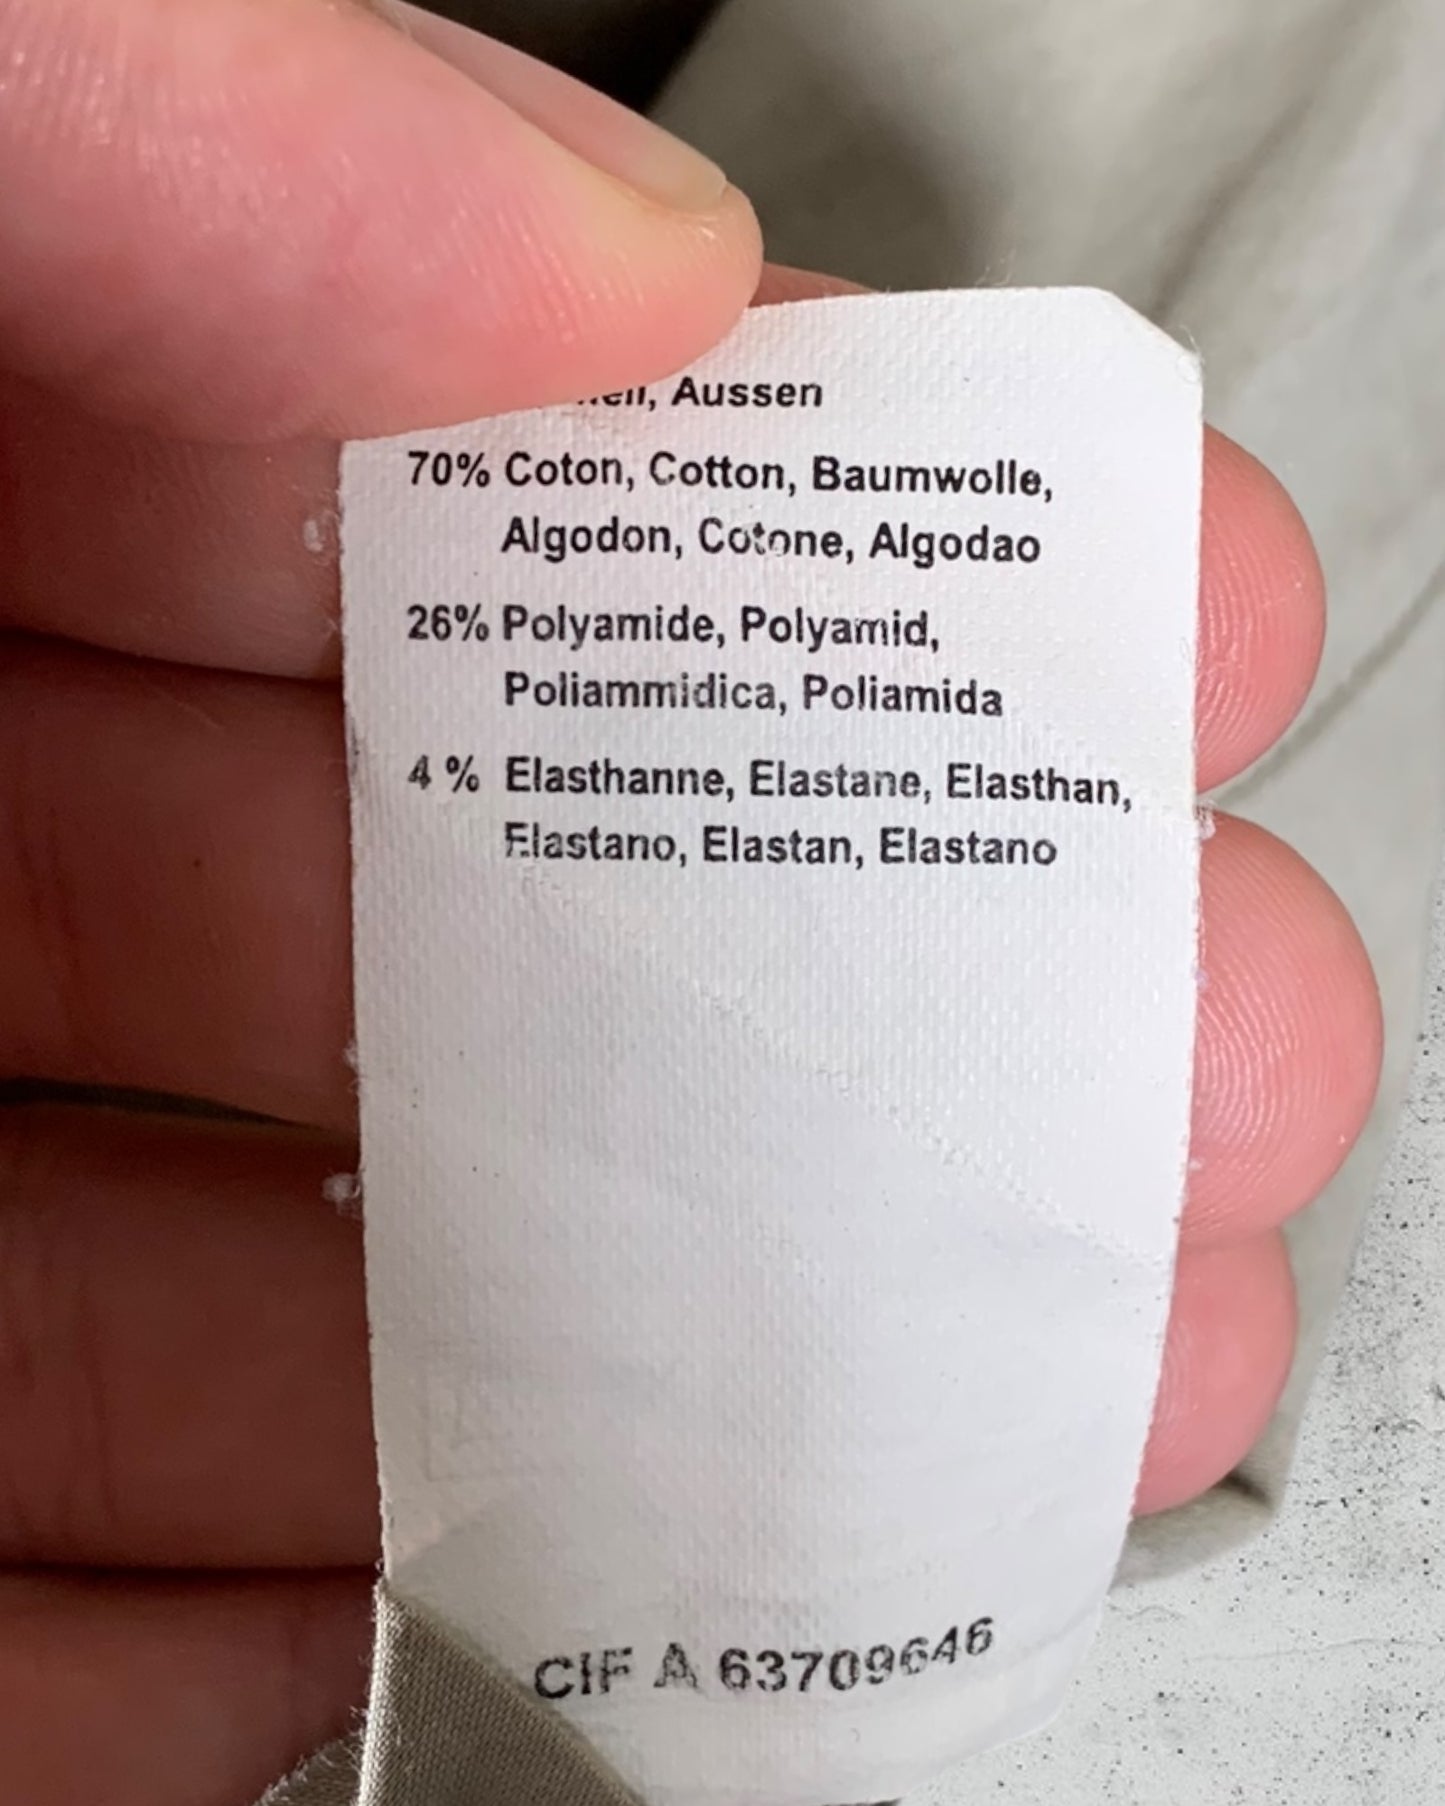 Aussen
70% Coton, Cotton, Baumwolle,
Algodon, Cotone, Algodao
26% Polyamide, Polyamid,
Poliammidica, Poliamida
4 % Elasthanne, Elastane, Elasthan,
Elastano, Elastan, Elastano
CIF A 63709646